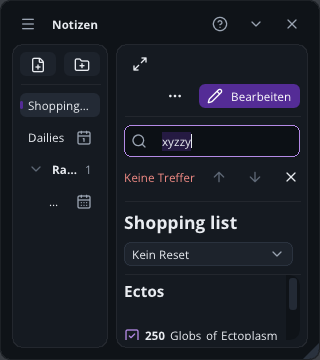 Notizen
Shopping...
Dailies
Ra... 1
...
Bearbeiten
xyzzy
Keine Treffer
Shopping list
Kein Reset
Ectos
250 Globs of Ectoplasm